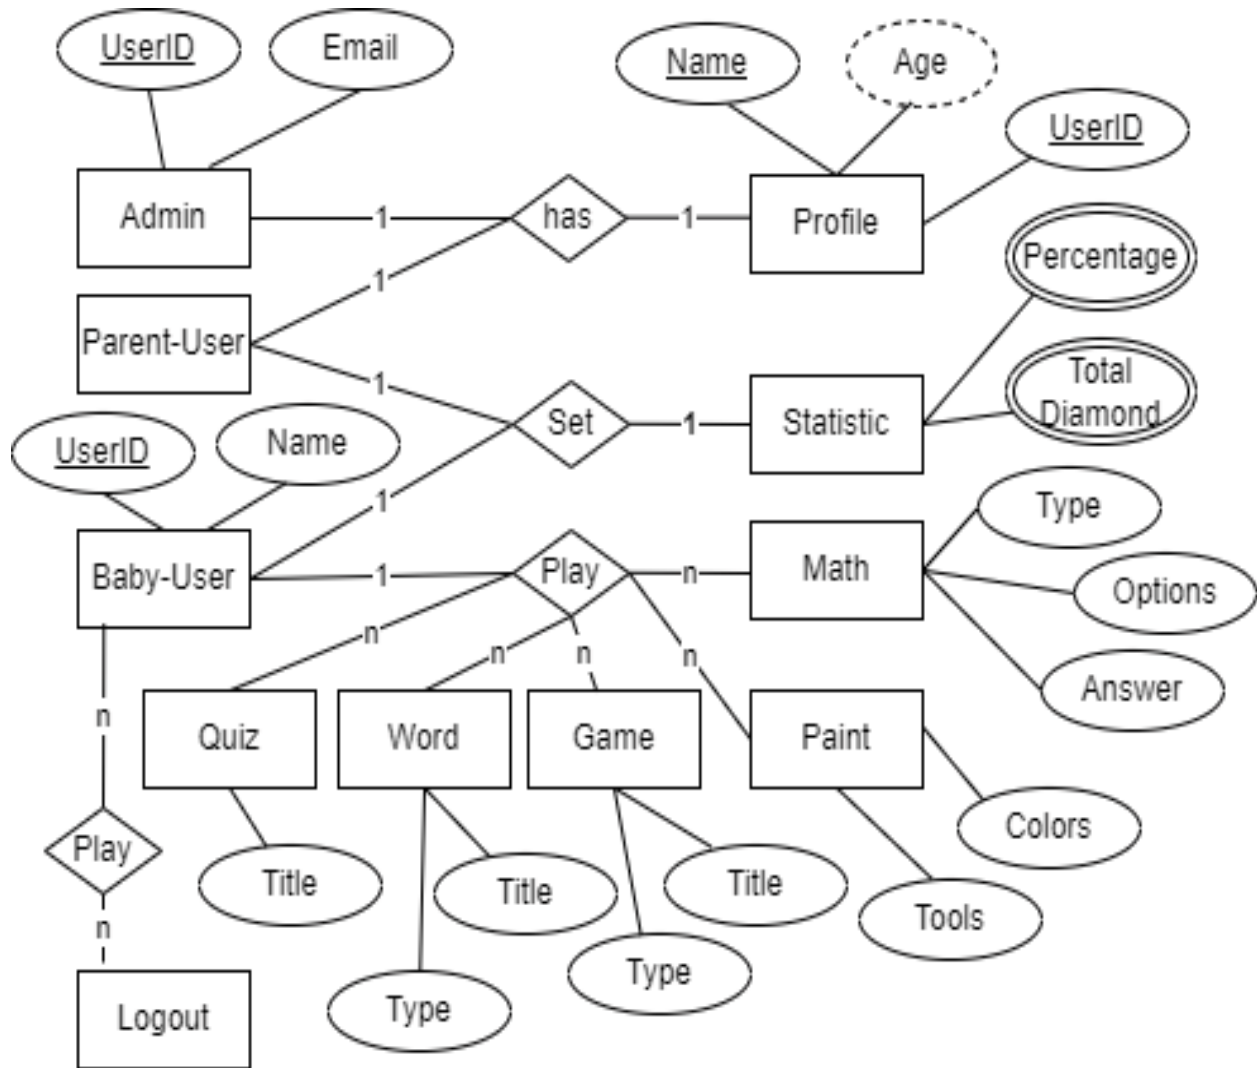 UserID
Email
Name
Age
UserID
Admin
1
has
1
Profile
Percentage
1
Parent-User
1
Set
1
Statistic
Total
Diamond
UserID
Name
1
Type
Baby-User
1
Play
n
Math
Options
n
n
n
n
Answer
n
Quiz
Word
Game
Paint
Play
Title
Title
Title
Colors
Tools
n
Type
Type
Logout